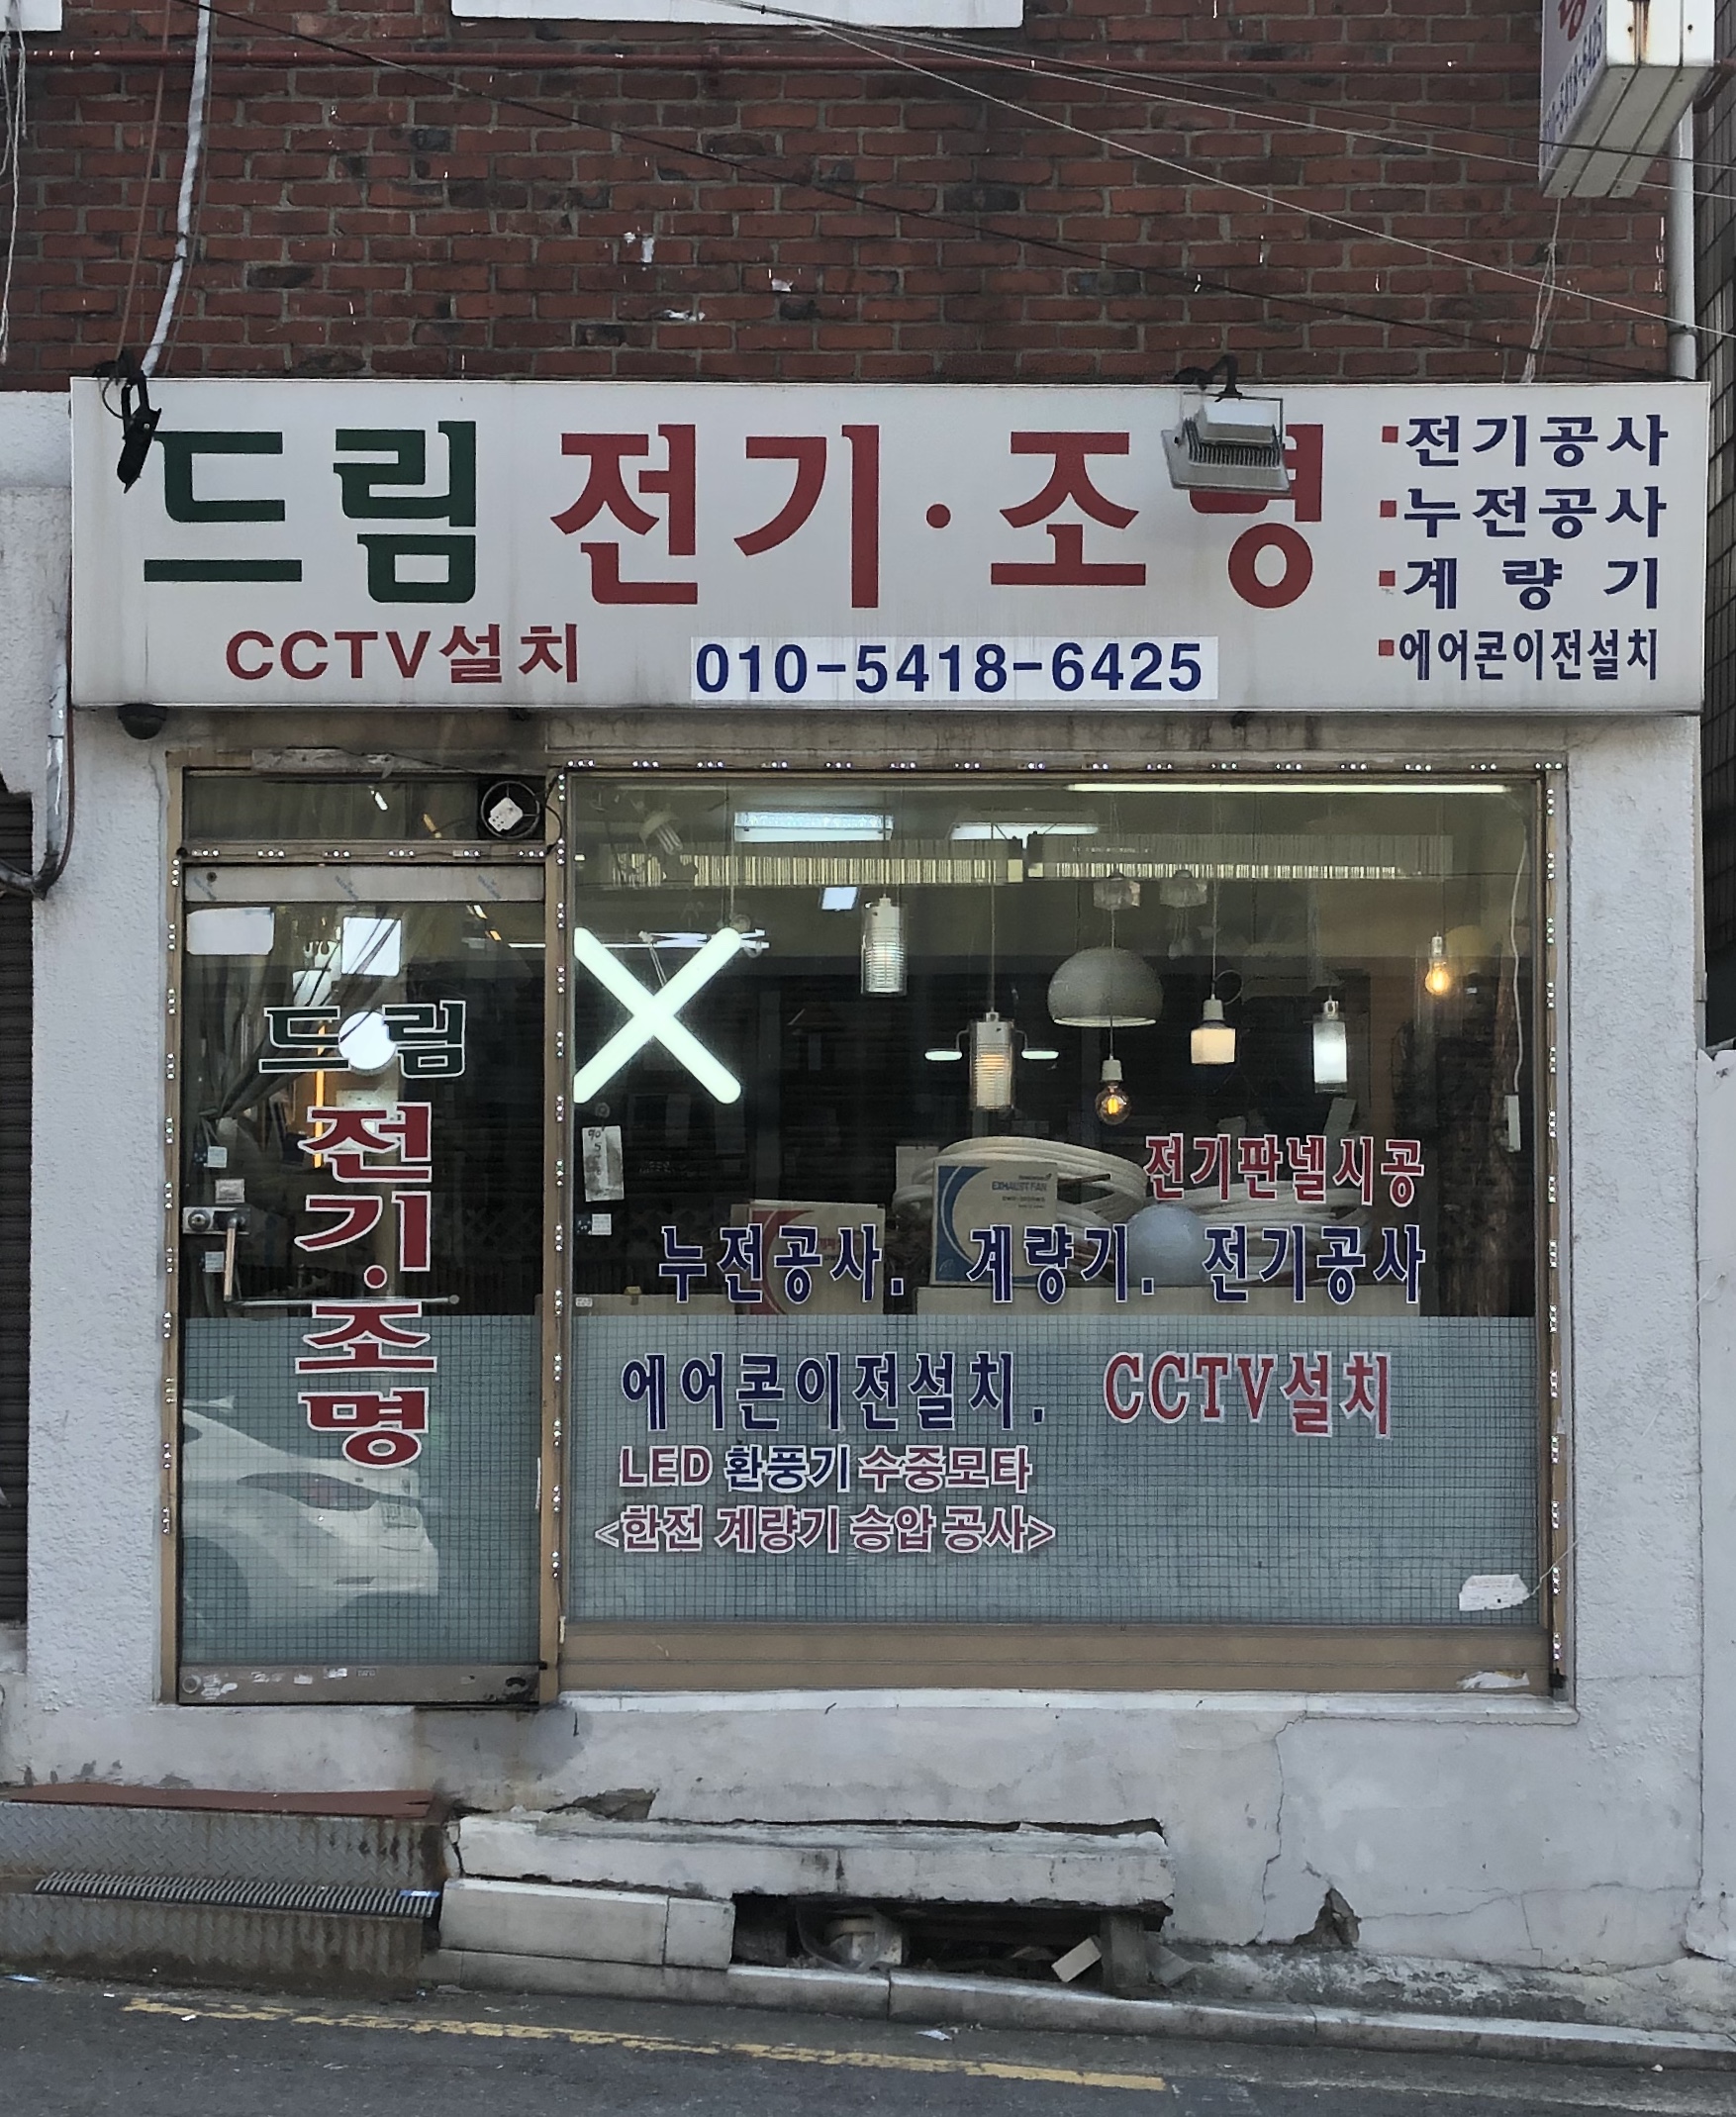 드림 전기·조명
CCTV설치 010-5418-6425
전기공사
누전공사
계량기
에어콘이전설치
드림
전기·조명
EXHAUST FAN
전기판넬시공
누전공사. 계량기. 전기공사
에어콘이전설치. CCTV설치
LED 환풍기 수중모타
<한전 계량기 승압 공사>